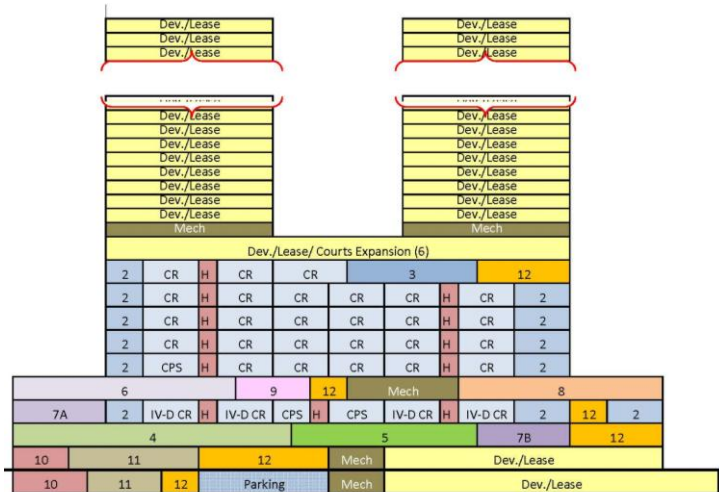 Dev./Lease Dev./Lease
Dev./Lease Dev./Lease
Dev./Lease Dev./Lease
Dev./Lease Dev./Lease
Dev./Lease Dev./Lease
Dev./Lease Dev./Lease
Dev./Lease Dev./Lease
Dev./Lease Dev./Lease
Dev./Lease Dev./Lease
Dev./Lease Dev./Lease
Dev./Lease Dev./Lease
Mech Mech
Dev./Lease/ Courts Expansion (6)
2 CR H CR CR 3 12
2 CR H CR CR CR CR H CR 2
2 CR H CR CR CR CR H CR 2
2 CR H CR CR CR CR H CR 2
2 CPS H CR CR CR CR H CR 2
6 9 12 Mech 8
7A 2 IV-D CR H IV-D CR CPS H CPS IV-D CR H IV-D CR 2 12 2
4 5 7B 12
10 11 12 Mech Dev./Lease
10 11 12 Parking Mech Dev./Lease